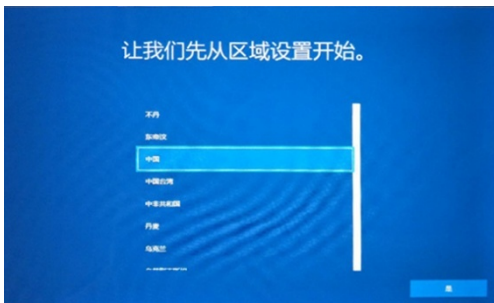 让我们先从区域设置开始。
不丹
东帝汶
中国
中国台湾
中非共和国
丹麦
乌克兰
是